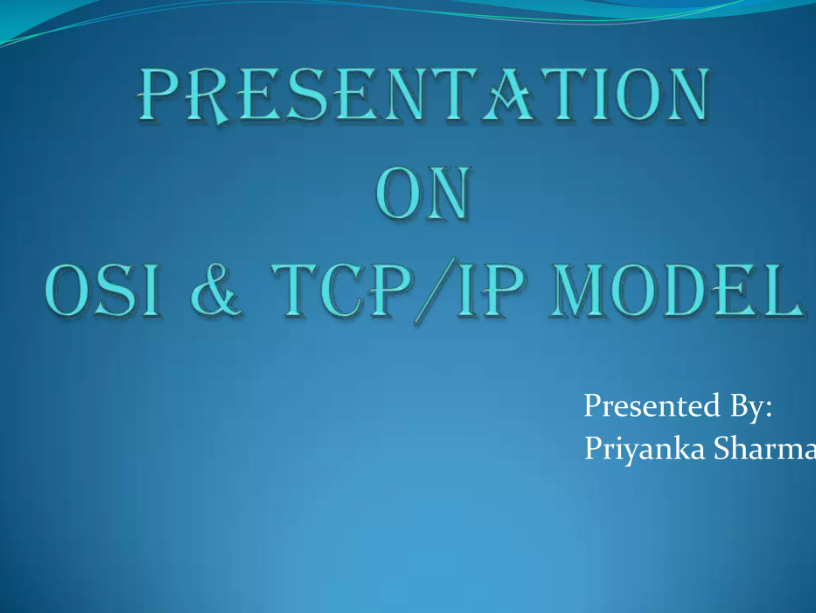 PRESENTATION
ON
OSI & TCP/IP MODEL
Presented By:
Priyanka Sharma